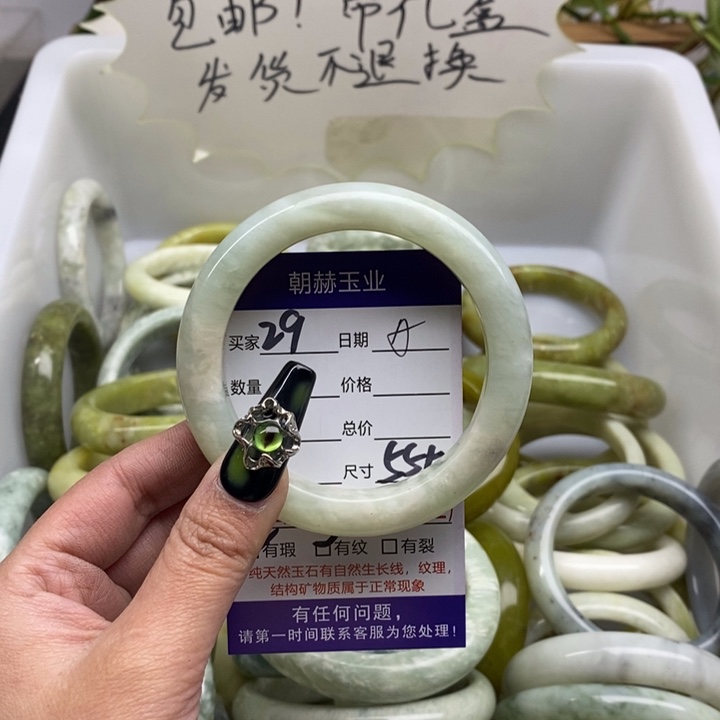 包邮！带礼盒
发货不退换
朝赫玉业
买家 29 日期
数量 价格
总价
尺寸 55+
有瑕 □有纹 □有裂
纯天然玉石有自然生长线，纹理，
结构矿物质属于正常现象
有任何问题，
请第一时间联系客服为您处理！